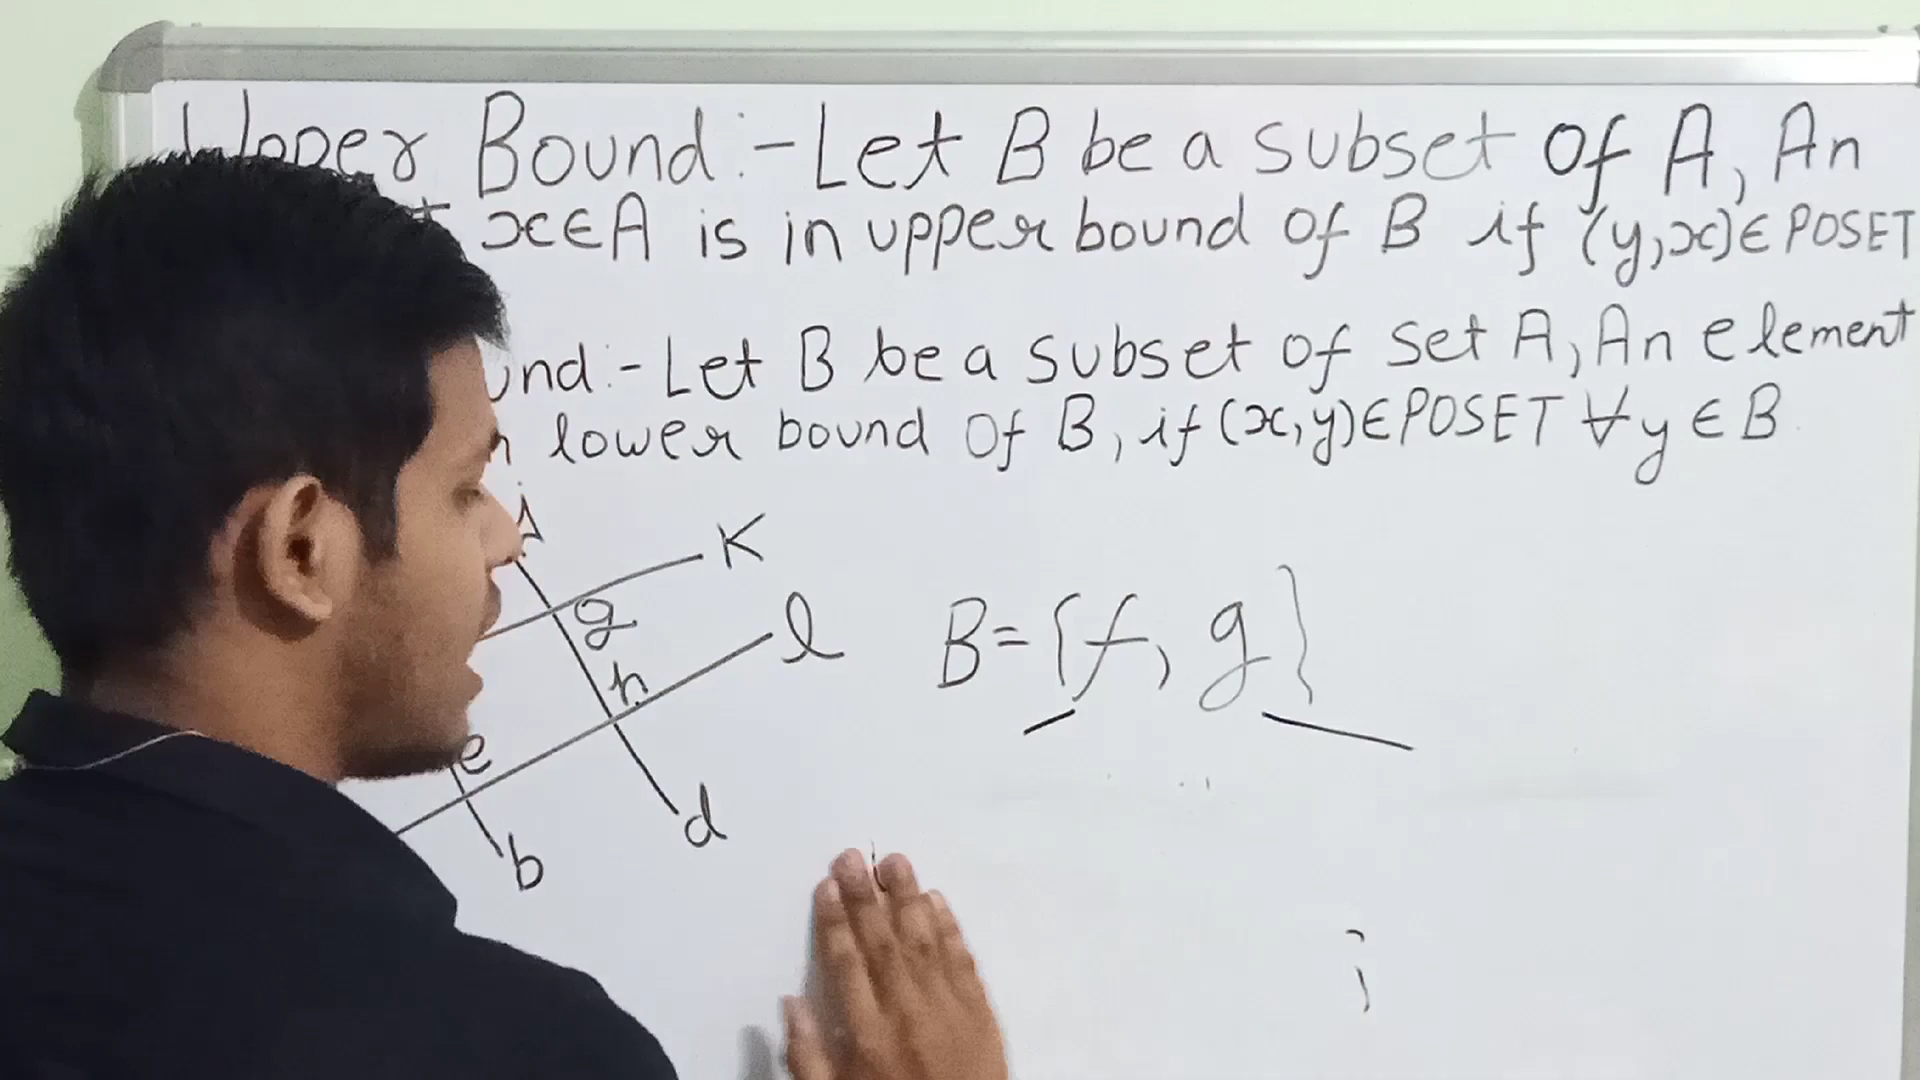 Upper Bound :- Let B be a subset of A, An
x∈A is in upper bound of B if (y,x)∈POSET
:- Let B be a subset of Set A, An element
lower bound of B, if (x,y)∈POSET ∀y∈B
K
g
l
B={f, g}
h
e
d
b